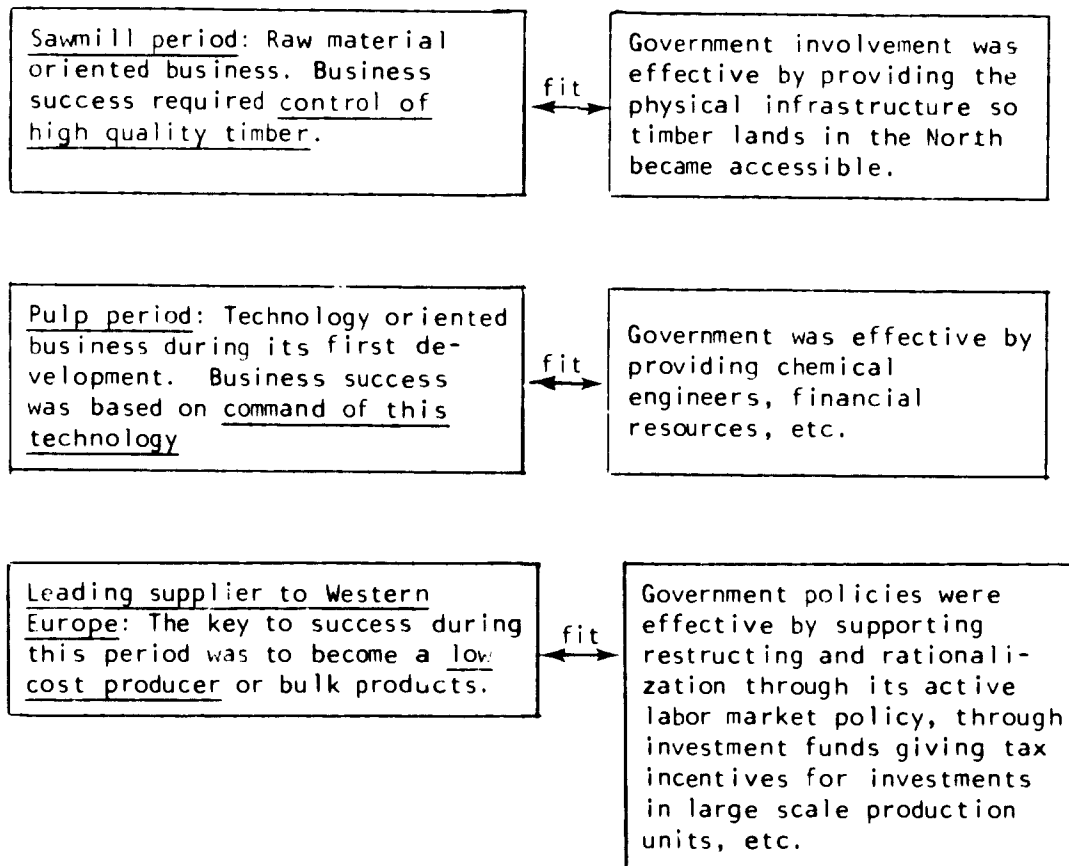 Sawmill period: Raw material
oriented business. Business
success required control of
high quality timber.
fit
Government involvement was
effective by providing the
physical infrastructure so
timber lands in the North
became accessible.
Pulp period: Technology oriented
business during its first de-
velopment. Business success
was based on command of this
technology
fit
Government was effective by
providing chemical
engineers, financial
resources, etc.
Leading supplier to Western
Europe: The key to success during
this period was to become a low
cost producer or bulk products.
fit
Government policies were
effective by supporting
restructing and rationali-
zation through its active
labor market policy, through
investment funds giving tax
incentives for investments
in large scale production
units, etc.